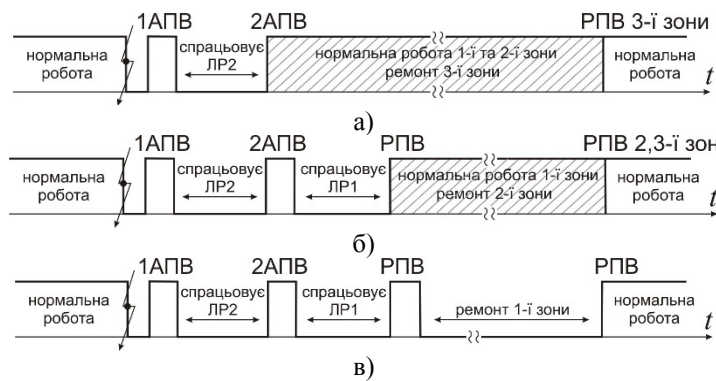 1АПВ 2АПВ РПВ 3-ї зони
нормальна робота
спрацьовує ЛР2
нормальна робота 1-ї та 2-ї зони
ремонт 3-ї зони
нормальна робота
t
а)
1АПВ 2АПВ РПВ РПВ 2,3-ї зон
нормальна робота
спрацьовує ЛР2
спрацьовує ЛР1
нормальна робота 1-ї зони
ремонт 2-ї зони
нормальна робота
t
б)
1АПВ 2АПВ РПВ РПВ
нормальна робота
спрацьовує ЛР2
спрацьовує ЛР1
ремонт 1-ї зони
нормальна робота
t
в)